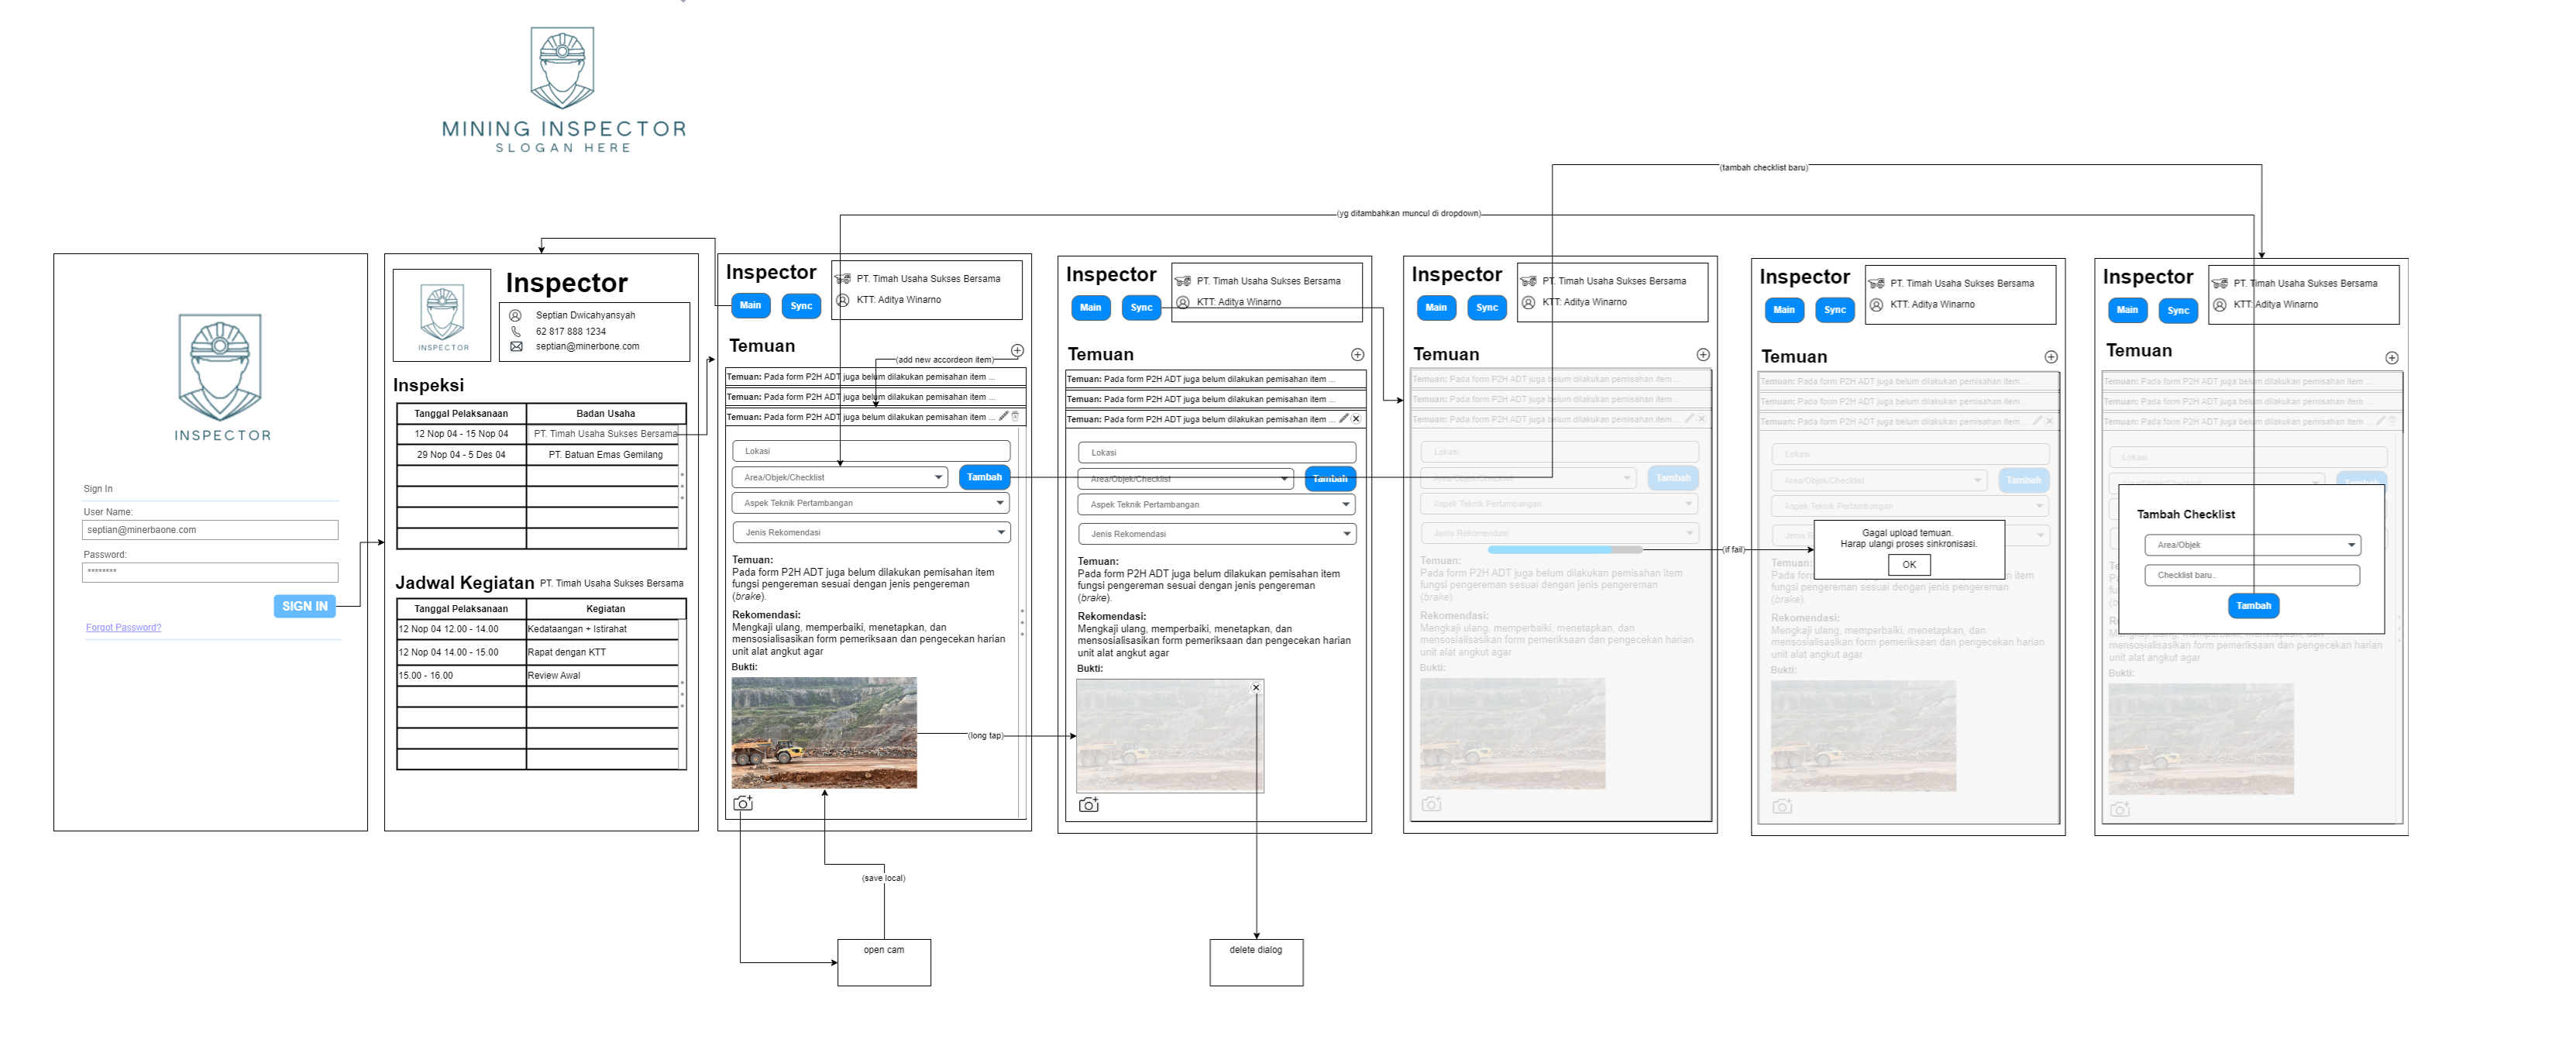 MINING INSPECTOR
SLOGAN HERE
(tambah checklist baru)
(yg ditambahkan muncul di dropdown)
INSPECTOR
Sign In
User Name:
septian@minerbaone.com
Password:
********
SIGN IN
Forgot Password?
INSPECTOR
Inspector
Septian Dwicahyansyah
62 817 888 1234
septian@minerbone.com
Inspeksi
Tanggal Pelaksanaan
Badan Usaha
12 Nop 04 - 15 Nop 04
PT. Timah Usaha Sukses Bersama
29 Nop 04 - 5 Des 04
PT. Batuan Emas Gemilang
Jadwal Kegiatan
PT. Timah Usaha Sukses Bersama
Tanggal Pelaksanaan
Kegiatan
12 Nop 04 12.00 - 14.00
Kedataangan + Istirahat
12 Nop 04 14.00 - 15.00
Rapat dengan KTT
15.00 - 16.00
Review Awal
Inspector
Main
Sync
PT. Timah Usaha Sukses Bersama
KTT: Aditya Winarno
Temuan
(add new accordeon item)
Temuan: Pada form P2H ADT juga belum dilakukan pemisahan item ...
Temuan: Pada form P2H ADT juga belum dilakukan pemisahan item ...
Temuan: Pada form P2H ADT juga belum dilakukan pemisahan item ...
Lokasi
Area/Objek/Checklist
Tambah
Aspek Teknik Pertambangan
Jenis Rekomendasi
Temuan:
Pada form P2H ADT juga belum dilakukan pemisahan item
fungsi pengereman sesuai dengan jenis pengereman
(brake).
Rekomendasi:
Mengkaji ulang, memperbaiki, menetapkan, dan
mensosialisasikan form pemeriksaan dan pengecekan harian
unit alat angkut agar
Bukti:
(long tap)
(save local)
open cam
Inspector
Main
Sync
PT. Timah Usaha Sukses Bersama
KTT: Aditya Winarno
Temuan
Temuan: Pada form P2H ADT juga belum dilakukan pemisahan item ...
Temuan: Pada form P2H ADT juga belum dilakukan pemisahan item ...
Temuan: Pada form P2H ADT juga belum dilakukan pemisahan item ...
Lokasi
Area/Objek/Checklist
Tambah
Aspek Teknik Pertambangan
Jenis Rekomendasi
Temuan:
Pada form P2H ADT juga belum dilakukan pemisahan item
fungsi pengereman sesuai dengan jenis pengereman
(brake).
Rekomendasi:
Mengkaji ulang, memperbaiki, menetapkan, dan
mensosialisasikan form pemeriksaan dan pengecekan harian
unit alat angkut agar
Bukti:
delete dialog
Inspector
Main
Sync
PT. Timah Usaha Sukses Bersama
KTT: Aditya Winarno
Temuan
Temuan: Pada form P2H ADT juga belum dilakukan pemisahan item ...
Temuan: Pada form P2H ADT juga belum dilakukan pemisahan item ...
Temuan: Pada form P2H ADT juga belum dilakukan pemisahan item ...
Lokasi
Area/Objek/Checklist
Tambah
Aspek Teknik Pertambangan
Jenis Rekomendasi
Temuan:
Pada form P2H ADT juga belum dilakukan pemisahan item
fungsi pengereman sesuai dengan jenis pengereman
(brake).
Rekomendasi:
Mengkaji ulang, memperbaiki, menetapkan, dan
mensosialisasikan form pemeriksaan dan pengecekan harian
unit alat angkut agar
Bukti:
(if fail)
Inspector
Main
Sync
PT. Timah Usaha Sukses Bersama
KTT: Aditya Winarno
Temuan
Temuan: Pada form P2H ADT juga belum dilakukan pemisahan item ...
Temuan: Pada form P2H ADT juga belum dilakukan pemisahan item ...
Temuan: Pada form P2H ADT juga belum dilakukan pemisahan item ...
Lokasi
Area/Objek/Checklist
Tambah
Aspek Teknik Pertambangan
Jenis
Gagal upload temuan.
Harap ulangi proses sinkronisasi.
OK
Temuan:
Pada form
item
fungsi pengereman sesuai dengan jenis pengereman
(brake).
Rekomendasi:
Mengkaji ulang, memperbaiki, menetapkan, dan
mensosialisasikan form pemeriksaan dan pengecekan harian
unit alat angkut agar
Bukti:
Inspector
Main
Sync
PT. Timah Usaha Sukses Bersama
KTT: Aditya Winarno
Temuan
Temuan: Pada form P2H ADT juga belum dilakukan pemisahan item ...
Temuan: Pada form P2H ADT juga belum dilakukan pemisahan item ...
Temuan: Pada form P2H ADT juga belum dilakukan pemisahan item ...
Lokasi
Tambah Checklist
Area/Objek
Checklist baru..
Tambah
mensosialisasikan form pemeriksaan dan pengecekan harian
unit alat angkut agar
Bukti: